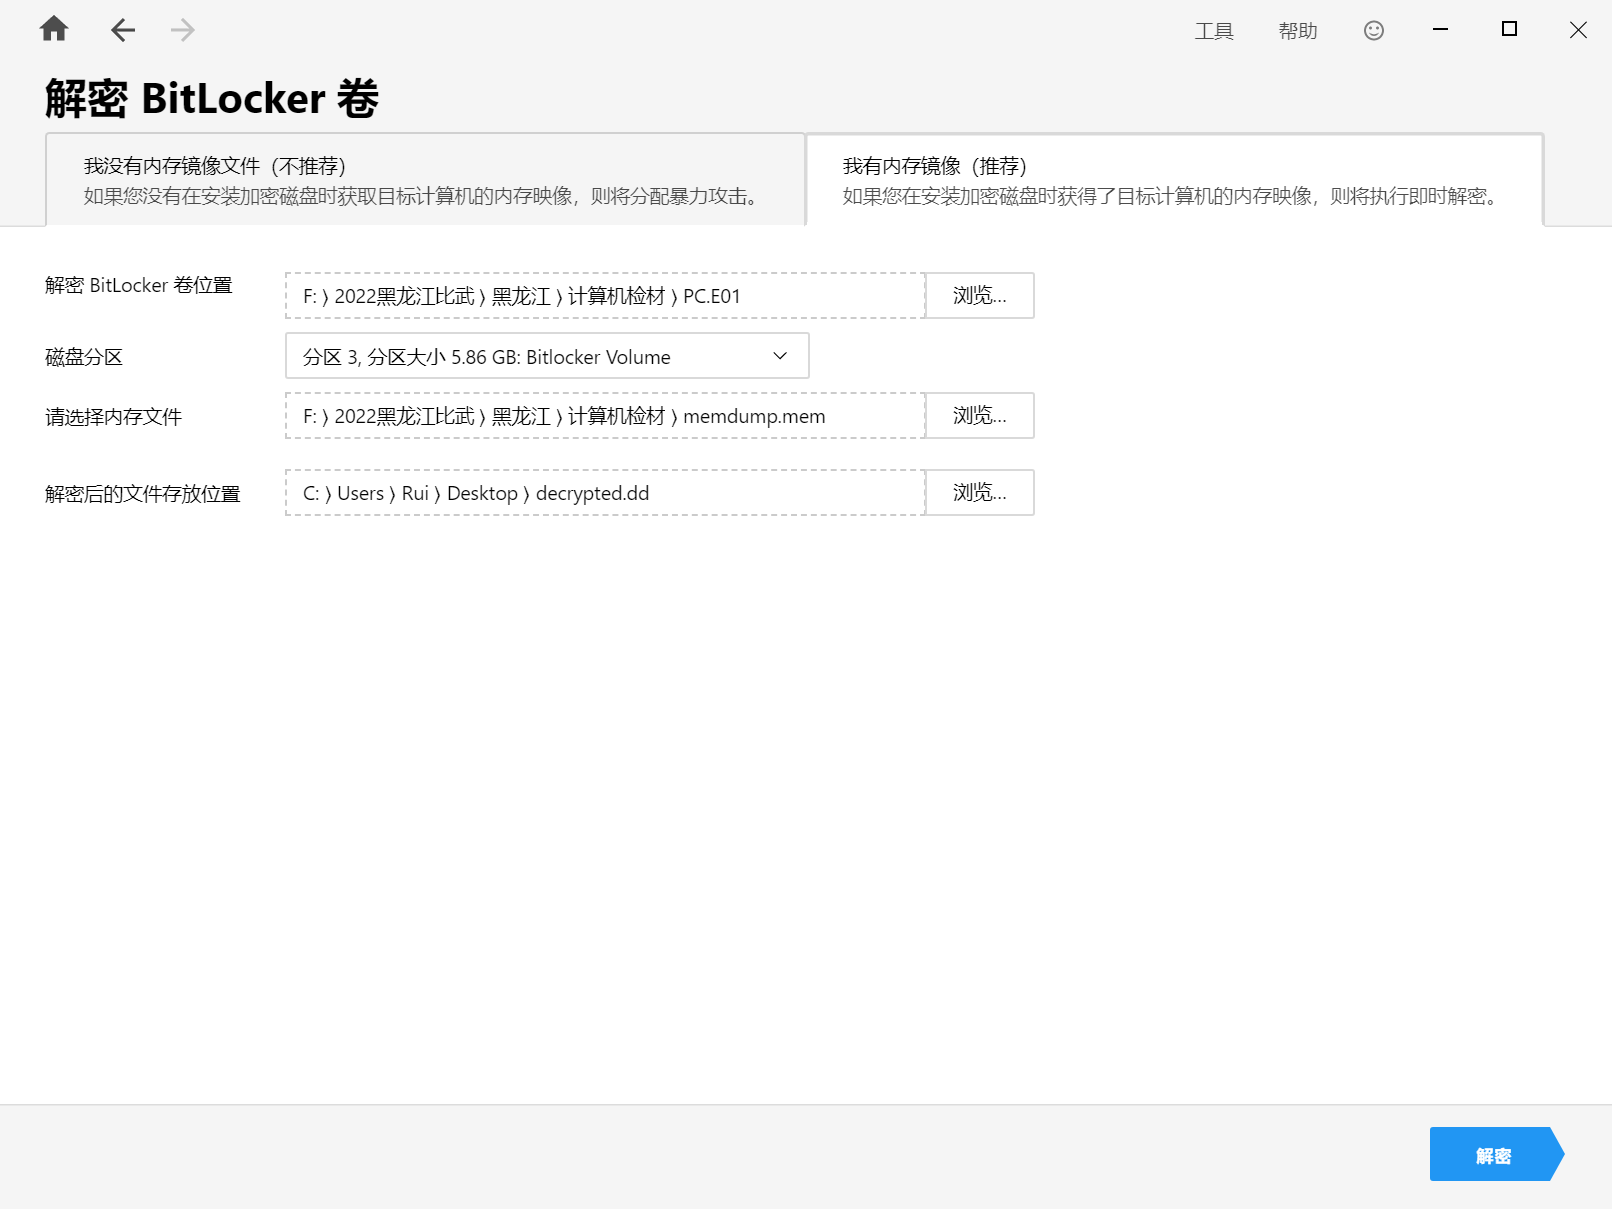 工具 帮助
解密 BitLocker 卷
我没有内存镜像文件（不推荐）
如果您没有在安装加密磁盘时获取目标计算机的内存映像，则将分配暴力攻击。
我有内存镜像（推荐）
如果您在安装加密磁盘时获得了目标计算机的内存映像，则将执行即时解密。
解密 BitLocker 卷位置
F: ⟩ 2022黑龙江比武 ⟩ 黑龙江 ⟩ 计算机检材 ⟩ PC.E01
浏览...
磁盘分区
分区 3, 分区大小 5.86 GB: Bitlocker Volume
请选择内存文件
F: ⟩ 2022黑龙江比武 ⟩ 黑龙江 ⟩ 计算机检材 ⟩ memdump.mem
浏览...
解密后的文件存放位置
C: ⟩ Users ⟩ Rui ⟩ Desktop ⟩ decrypted.dd
浏览...
解密